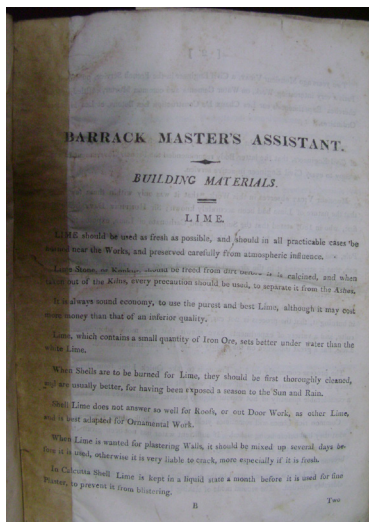 BARRACK MASTER'S ASSISTANT.
BUILDING MATERIALS.
LIME.
LIME should be used as fresh as possible, and should in all practicable cases be
near the Works, and preserved carefully from atmospheric influence.
Lime Stone, or Kunkur, should be freed from dirt before it is calcined, and when
out of the Kilns, every precaution should be used, to separate it from the Ashes.
It is always sound economy, to use the purest and best Lime, although it may cost
more money than that of an inferior quality.
Lime, which contains a small quantity of Iron Ore, sets better under water than the
white Lime.
When Shells are to be burned for Lime, they should be first thoroughly cleaned,
and are usually better, for having been exposed a season to the Sun and Rain.
Shell Lime does not answer so well for Roofs, or out Door Work, as other Lime,
and is best adapted for Ornamental Work.
When Lime is wanted for plastering Walls, it should be mixed up several days be-
fore it is used, otherwise it is very liable to crack, more especially if it is fresh.
In Calcutta Shell Lime is kept in a liquid state a month before it is used for fine
Plaster, to prevent it from blistering.
B
Two